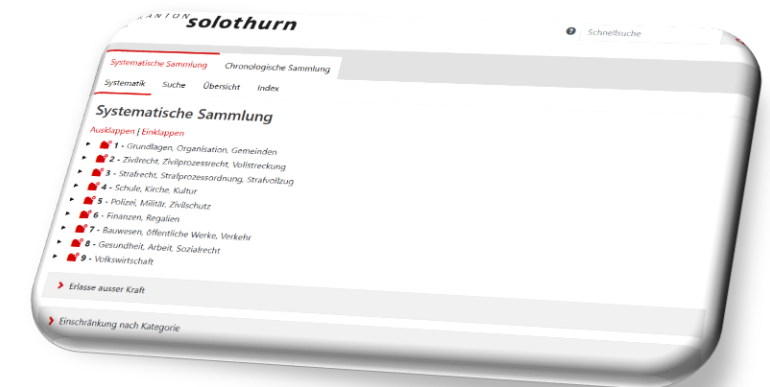 KANTON solothurn
Schnellsuche
Systematische Sammlung Chronologische Sammlung
Systematik Suche Übersicht Index
Systematische Sammlung
Ausklappen | Einklappen
1 - Grundlagen, Organisation, Gemeinden
2 - Zivilrecht, Zivilprozessrecht, Vollstreckung
3 - Strafrecht, Strafprozessordnung, Strafvollzug
4 - Schule, Kirche, Kultur
5 - Polizei, Militär, Zivilschutz
6 - Finanzen, Regalien
7 - Bauwesen, öffentliche Werke, Verkehr
8 - Gesundheit, Arbeit, Sozialrecht
9 - Volkswirtschaft
Erlasse ausser Kraft
Einschränkung nach Kategorie